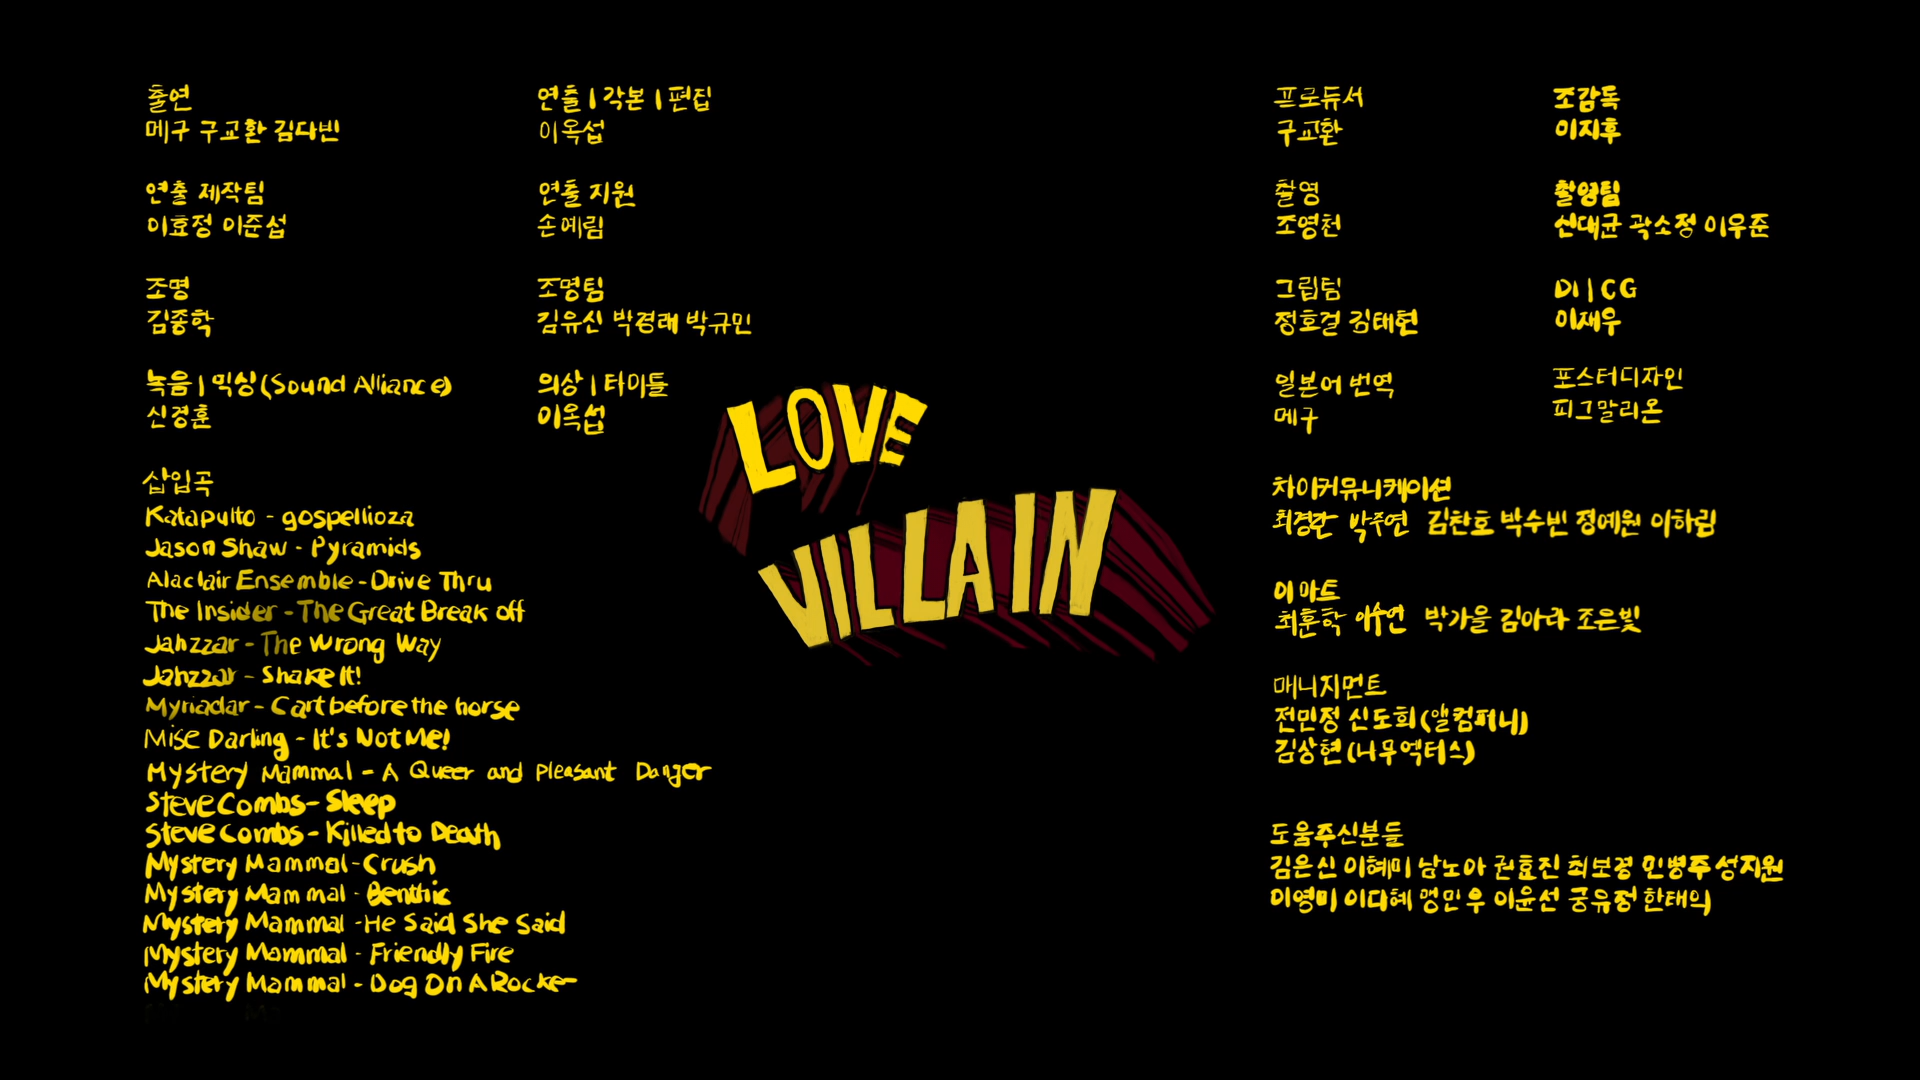 출연
메구 구교환 김다빈
연출 제작팀
이효정 이준섭
조명
김종학
녹음 | 믹싱(Sound Alliance)
신경훈
삽입곡
Katapulto - gospellioza
Jason Shaw - Pyramids
Alaclair Ensemble - Drive Thru
The Insider - The Great Break off
Jahzzar - The Wrong Way
Jahzzar - Shake It!
Myriadar - Cart before the horse
Mise Darling - It's Not Me!
Mystery Mammal - A Queer and Pleasant Danger
Steve Combs - Sleep
Steve Combs - Killed to Death
Mystery Mammal - Crush
Mystery Mammal - Benthic
Mystery Mammal - He Said She Said
Mystery Mammal - Friendly Fire
Mystery Mammal - Dog On A Rocker
연출 | 각본 | 편집
이옥섭
연출 지원
손예림
조명팀
김유신 박경래 박규민
의상 | 타이틀
이옥섭
LOVE
VILLAIN
프로듀서
구교환
촬영
조영천
그립팀
정호걸 김태현
일본어 번역
메구
조감독
이지후
촬영팀
신대균 곽소정 이우준
DI | CG
이재우
포스터디자인
피그말리온
차이커뮤니케이션
최경란 박주연 김찬호 박수빈 정예원 이하림
이마트
최훈학 이수연 박가을 김아라 조은빛
매니지먼트
전민정 신도희(앨컴퍼니)
김상현(나무엑터스)
도움주신분들
김은신 이혜미 남노아 권효진 최보경 민병주 성지원
이영미 이다혜 맹민우 이윤선 궁유정 한태의